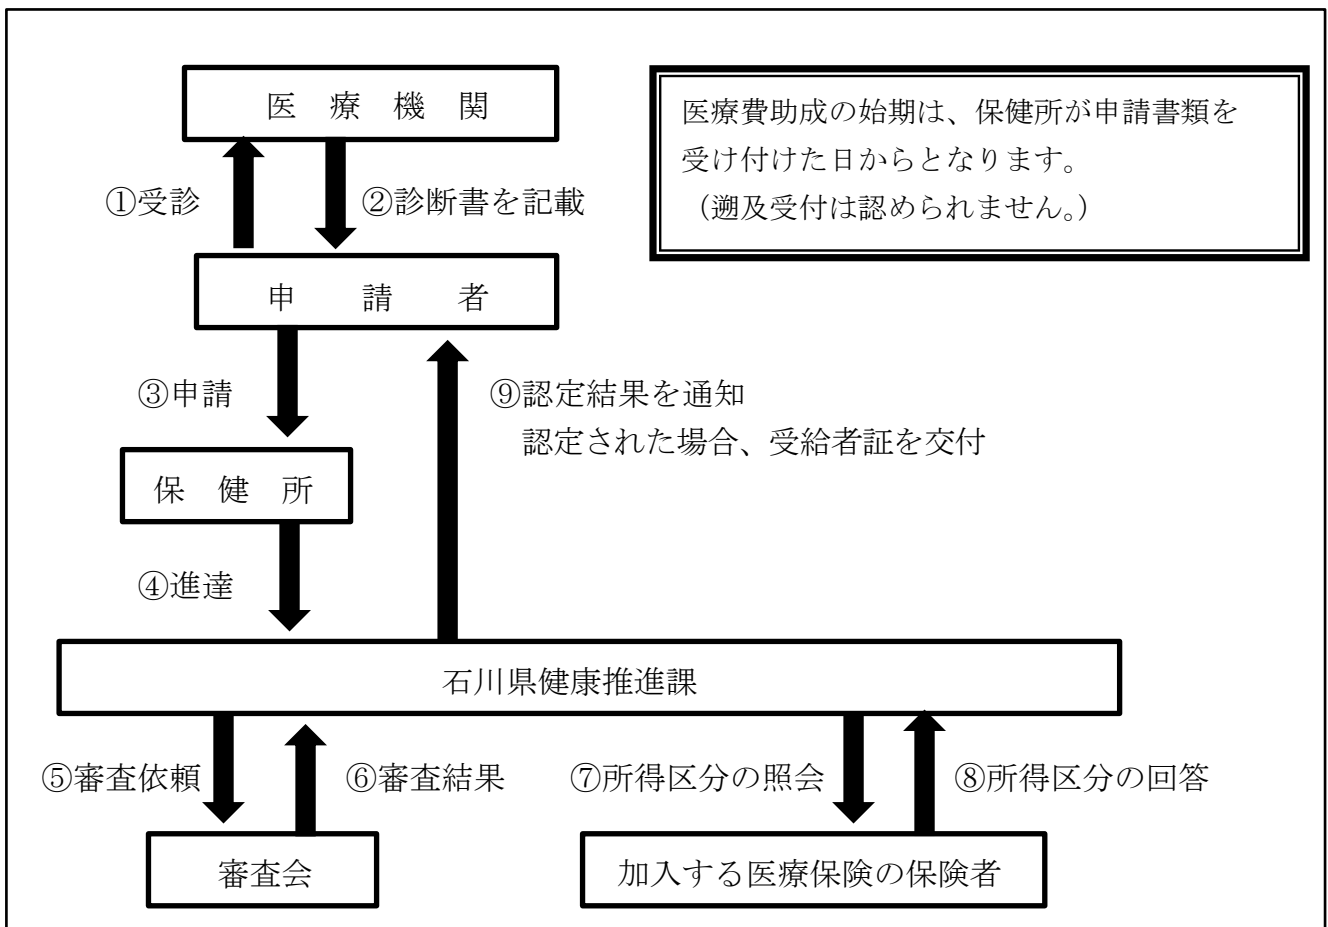 医療機関
医療費助成の始期は、保健所が申請書類を
受け付けた日からとなります。
（遡及受付は認められません。）
①受診
②診断書を記載
申請者
③申請
⑨認定結果を通知
認定された場合、受給者証を交付
保健所
④進達
石川県健康推進課
⑤審査依頼
⑥審査結果
⑦所得区分の照会
⑧所得区分の回答
審査会
加入する医療保険の保険者